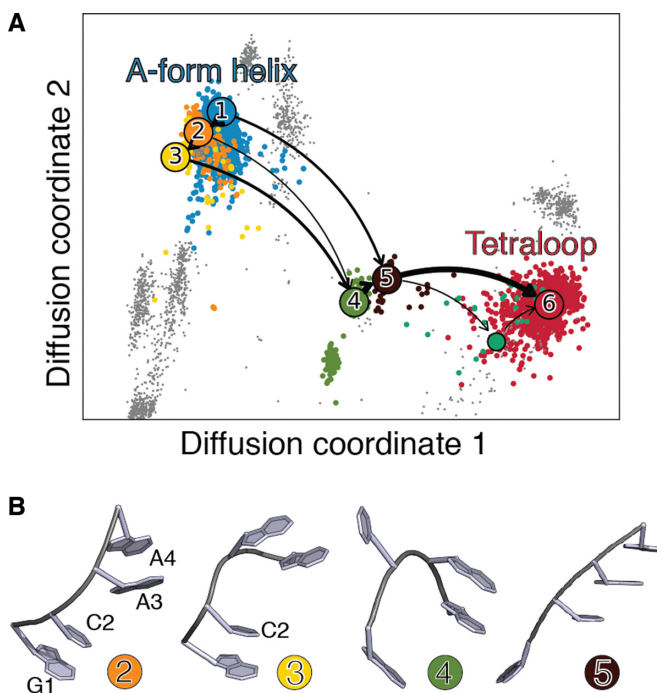 A
A-form helix
1
2
3
Tetraloop
5
4
6
Diffusion coordinate 2
Diffusion coordinate 1
B
A4
A3
C2
G1
2
C2
3
4
5